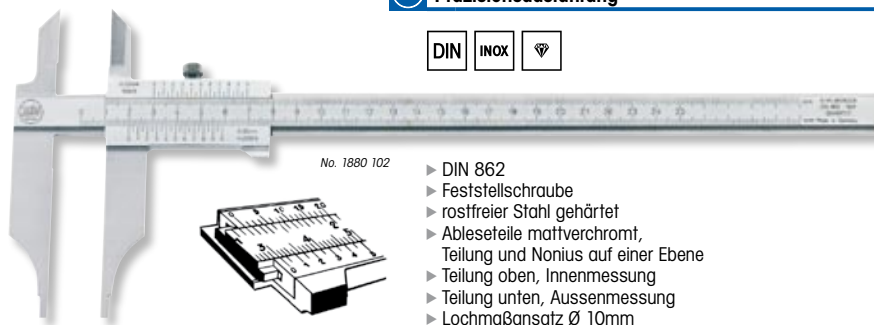 Präzisionsausführung
DIN
INOX
No. 1880 102
▶ DIN 862
▶ Feststellschraube
▶ rostfreier Stahl gehärtet
▶ Ableseteile mattverchromt,
Teilung und Nonius auf einer Ebene
▶ Teilung oben, Innenmessung
▶ Teilung unten, Aussenmessung
▶ Lochmaßansatz Ø 10mm